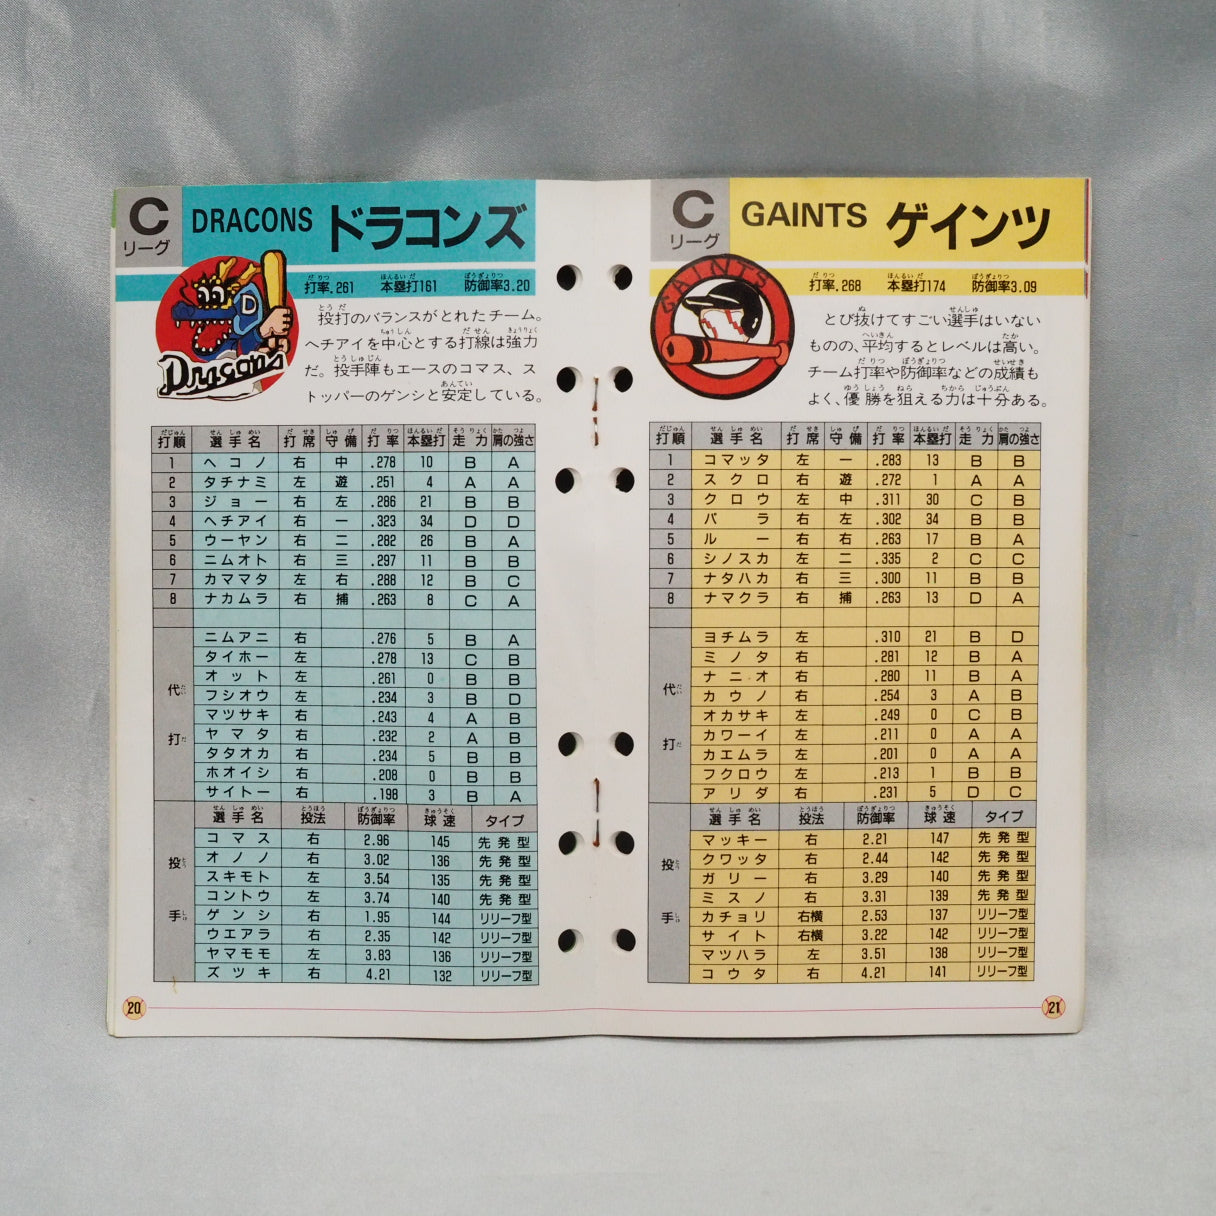 C
リーグ
DRACONS ドラコンズ
打率.261 本塁打161 防御率3.20
Dragons
投打のバランスがとれたチーム。
ヘチアイを中心とする打線は強力
だ。投手陣もエースのコマス、ス
トッパーのゲンシと安定している。
打順 選手名 打席 守備 打率 本塁打 走力 肩の強さ
1 ヘコノ 右 中 .278 10 B A
2 タチナミ 左 遊 .251 4 A A
3 ジョー 右 左 .286 21 B B
4 ヘチアイ 右 一 .323 34 D D
5 ウーヤン 右 二 .282 26 B A
6 ニムオト 右 三 .297 11 B B
7 カママタ 左 右 .288 12 B C
8 ナカムラ 右 捕 .263 8 C A
代打
ニムアニ 右 .276 5 B A
タイホー 左 .278 13 C B
オット 左 .261 0 B B
フシオウ 左 .234 3 B D
マツサキ 右 .243 4 A B
ヤマタ 右 .232 2 A B
タタオカ 右 .234 5 B B
ホオイシ 右 .208 0 B B
サイトー 右 .198 3 B A
投手
選手名 投法 防御率 球速 タイプ
コマス 右 2.96 145 先発型
オノノ 右 3.02 136 先発型
スキモト 左 3.54 135 先発型
コントウ 左 3.74 140 先発型
ゲンシ 右 1.95 144 リリーフ型
ウエアラ 右 2.35 142 リリーフ型
ヤマモモ 左 3.83 136 リリーフ型
ズツキ 右 4.21 132 リリーフ型
20
C
リーグ
GAINTS ゲインツ
打率.268 本塁打174 防御率3.09
GAINTS
とび抜けてすごい選手はいない
ものの、平均するとレベルは高い。
チーム打率や防御率などの成績も
よく、優勝を狙える力は十分ある。
打順 選手名 打席 守備 打率 本塁打 走力 肩の強さ
1 コマッタ 左 一 .283 13 B B
2 スクロ 右 遊 .272 1 A A
3 クロウ 左 中 .311 30 C B
4 バラ 右 左 .302 34 B B
5 ルー 右 右 .263 17 B A
6 シノスカ 左 二 .335 2 C C
7 ナタハカ 右 三 .300 11 B B
8 ナマクラ 右 捕 .263 13 D A
代打
ヨチムラ 左 .310 21 B D
ミノタ 右 .281 12 B A
ナニオ 右 .280 11 B A
カウノ 右 .254 3 A B
オカサキ 左 .249 0 C B
カワーイ 左 .211 0 A A
カエムラ 左 .201 0 A A
フクロウ 左 .213 1 B B
アリダ 右 .231 5 D C
投手
選手名 投法 防御率 球速 タイプ
マッキー 右 2.21 147 先発型
クワッタ 右 2.44 142 先発型
ガリー 右 3.29 140 先発型
ミスノ 右 3.31 139 先発型
カチョリ 右横 2.53 137 リリーフ型
サイト 右横 3.22 142 リリーフ型
マツハラ 左 3.51 138 リリーフ型
コウタ 右 4.21 141 リリーフ型
21